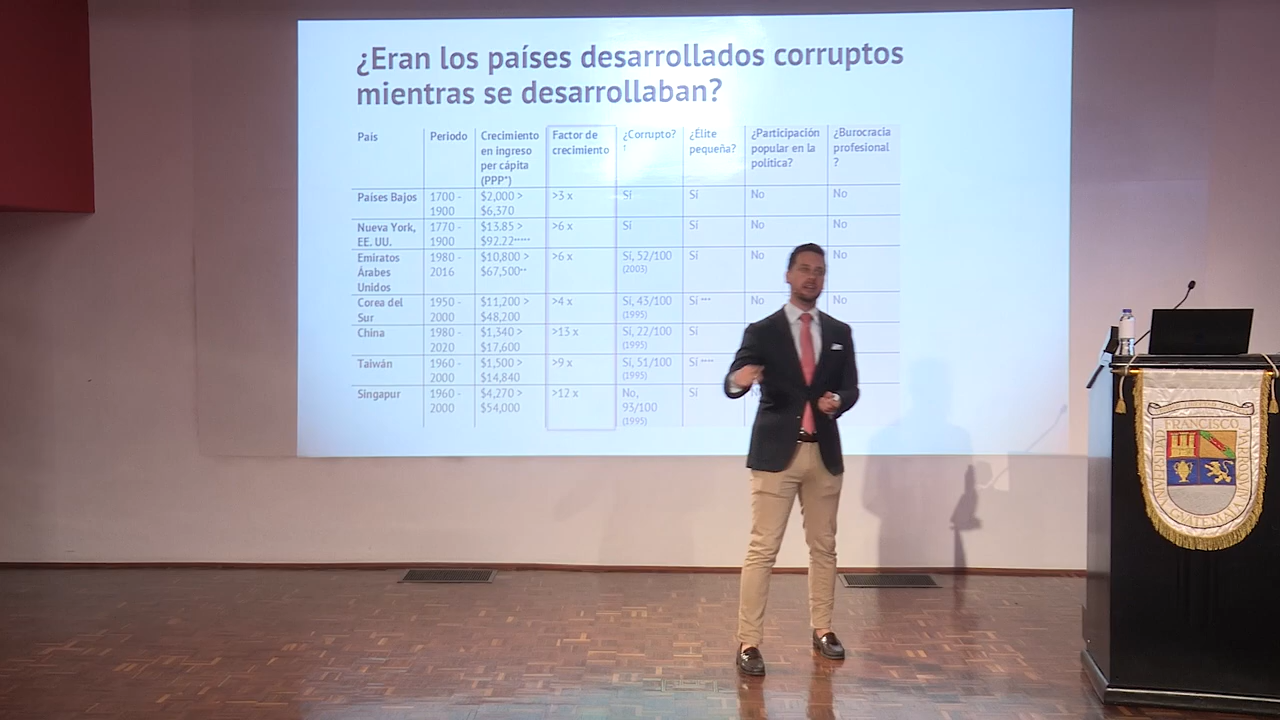 ¿Eran los países desarrollados corruptos
mientras se desarrollaban?
País Periodo Crecimiento en ingreso per cápita (PPP*) Factor de crecimiento ¿Corrupto? † ¿Élite pequeña? ¿Participación popular en la política? ¿Burocracia profesional ?
Países Bajos 1700 - 1900 $2,000 > $6,370 >3 x Sí Sí No No
Nueva York, EE. UU. 1770 - 1900 $13.85 > $92.22***** >6 x Sí Sí No No
Emiratos Árabes Unidos 1980 - 2016 $10,800 > $67,500** >6 x Sí, 52/100 (2003) Sí No No
Corea del Sur 1950 - 2000 $11,200 > $48,200 >4 x Sí, 43/100 (1995) Sí *** No No
China 1980 - 2020 $1,340 > $17,600 >13 x Sí, 22/100 (1995) Sí
Taiwán 1960 - 2000 $1,500 > $14,840 >9 x Sí, 51/100 (1995) Sí ****
Singapur 1960 - 2000 $4,270 > $54,000 >12 x No, 93/100 (1995) Sí
UNIVERSIDAD FRANCISCO MARROQUIN GUATEMALA